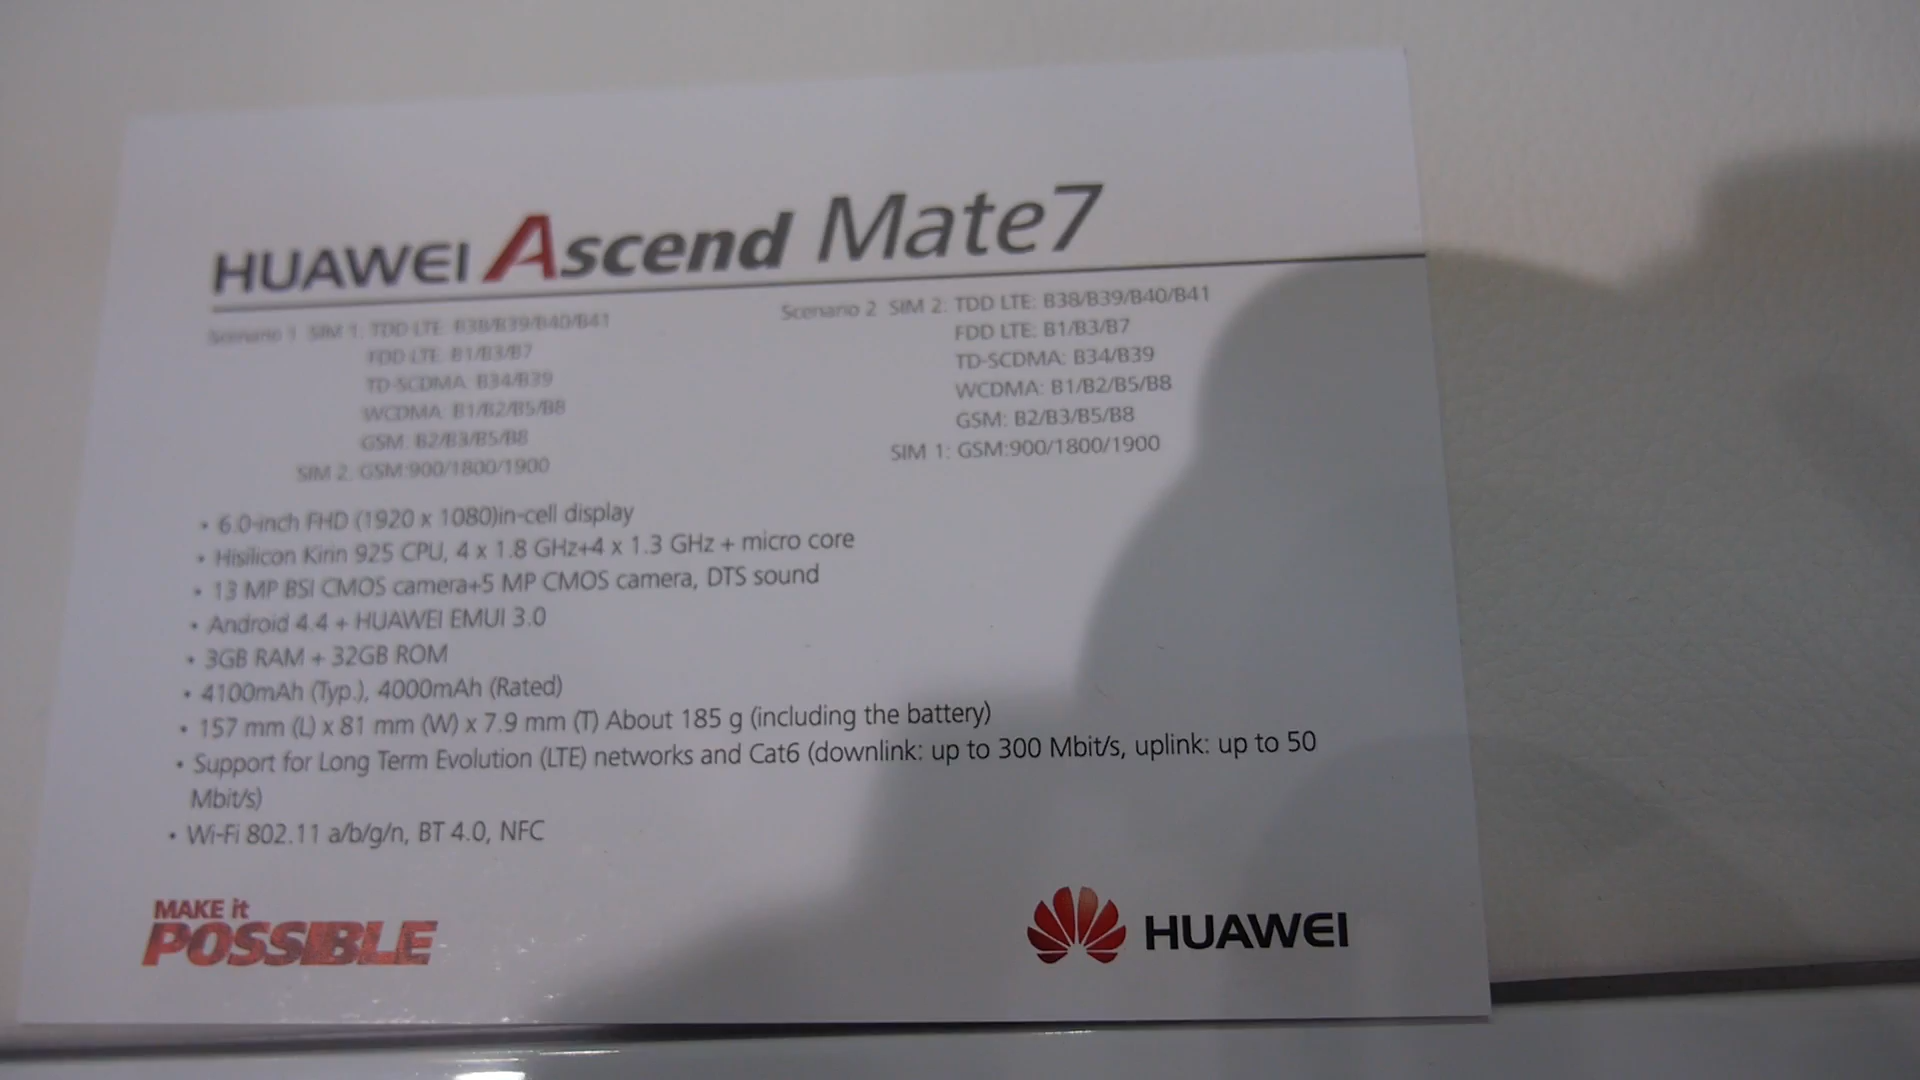 HUAWEI Ascend Mate7
Scenario 1 SIM 1: TDD LTE: B38/B39/B40/B41
FDD LTE: B1/B3/B7
TD-SCDMA: B34/B39
WCDMA: B1/B2/B5/B8
GSM: B2/B3/B5/B8
SIM 2: GSM:900/1800/1900
Scenario 2 SIM 2: TDD LTE: B38/B39/B40/B41
FDD LTE: B1/B3/B7
TD-SCDMA: B34/B39
WCDMA: B1/B2/B5/B8
GSM: B2/B3/B5/B8
SIM 1: GSM:900/1800/1900
• 6.0-inch FHD (1920 x 1080)in-cell display
• Hisilicon Kirin 925 CPU, 4 x 1.8 GHz+4 x 1.3 GHz + micro core
• 13 MP BSI CMOS camera+5 MP CMOS camera, DTS sound
• Android 4.4 + HUAWEI EMUI 3.0
• 3GB RAM + 32GB ROM
• 4100mAh (Typ.), 4000mAh (Rated)
• 157 mm (L) x 81 mm (W) x 7.9 mm (T) About 185 g (including the battery)
• Support for Long Term Evolution (LTE) networks and Cat6 (downlink: up to 300 Mbit/s, uplink: up to 50
Mbit/s)
• Wi-Fi 802.11 a/b/g/n, BT 4.0, NFC
MAKE it
POSSIBLE
HUAWEI